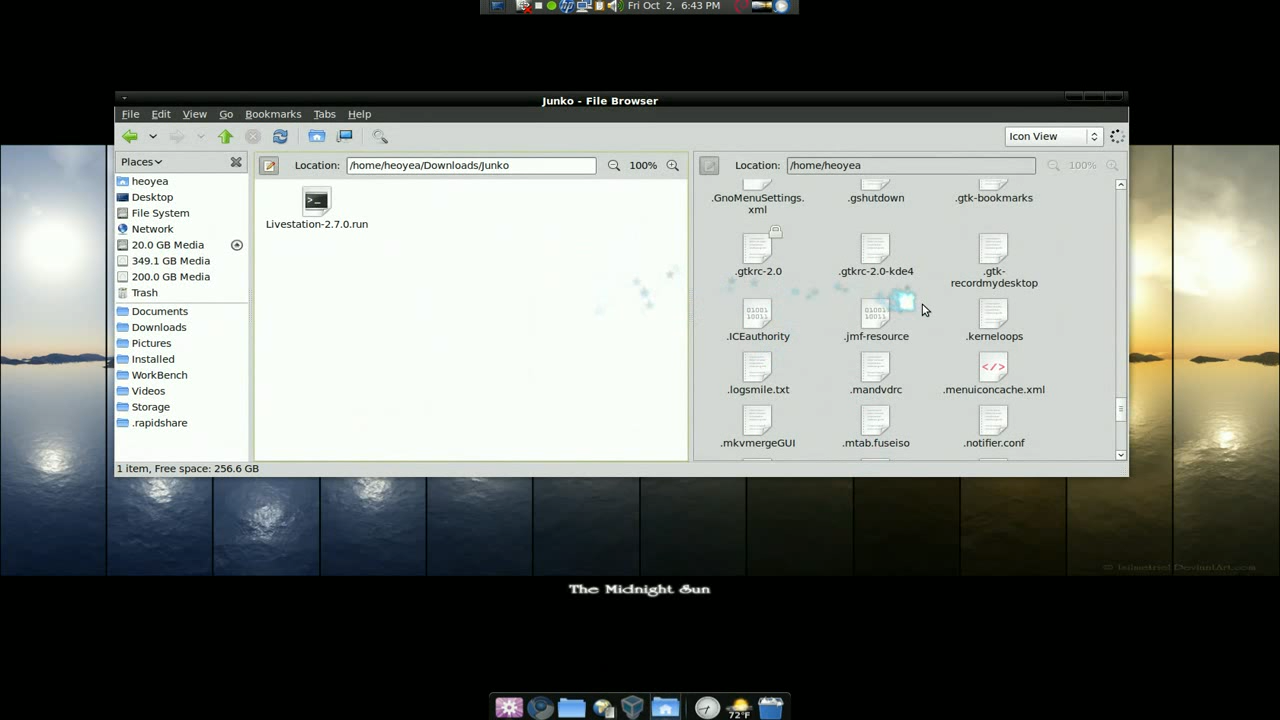 Fri Oct 2, 6:43 PM
Junko - File Browser
File Edit View Go Bookmarks Tabs Help
Icon View
Places
Location: /home/heoyea/Downloads/Junko 100%
Location: /home/heoyea 100%
heoyea
Desktop
File System
Network
20.0 GB Media
349.1 GB Media
200.0 GB Media
Trash
Documents
Downloads
Pictures
Installed
WorkBench
Videos
Storage
.rapidshare
Livestation-2.7.0.run
.GnoMenuSettings.
xml
.gshutdown
.gtk-bookmarks
.gtkrc-2.0
.gtkrc-2.0-kde4
.gtk-
recordmydesktop
.ICEauthority
.jmf-resource
.kerneloops
.logsmile.txt
.mandvdrc
.menuiconcache.xml
.mkvmergeGUI
.mtab.fuseiso
.notifier.conf
1 item, Free space: 256.6 GB
The Midnight Sun
72°F